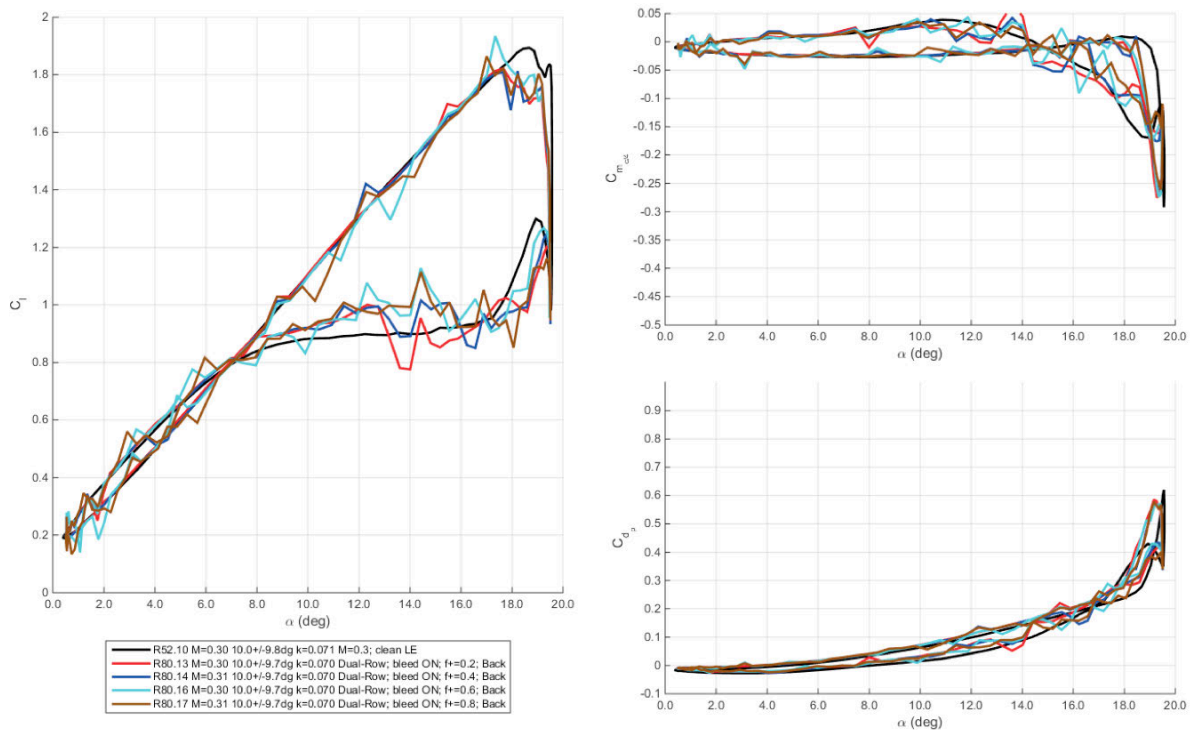 2
1.8
1.6
1.4
1.2
1
0.8
0.6
0.4
0.2
0
C_l
0.0 2.0 4.0 6.0 8.0 10.0 12.0 14.0 16.0 18.0 20.0
α (deg)
R52.10 M=0.30 10.0+/-9.8dg k=0.071 M=0.3; clean LE
R80.13 M=0.30 10.0+/-9.7dg k=0.070 Dual-Row; bleed ON; f+=0.2; Back
R80.14 M=0.31 10.0+/-9.7dg k=0.070 Dual-Row; bleed ON; f+=0.4; Back
R80.16 M=0.30 10.0+/-9.7dg k=0.070 Dual-Row; bleed ON; f+=0.6; Back
R80.17 M=0.31 10.0+/-9.7dg k=0.070 Dual-Row; bleed ON; f+=0.8; Back
0.05
0
-0.05
-0.1
-0.15
-0.2
-0.25
-0.3
-0.35
-0.4
-0.45
-0.5
0.0 2.0 4.0 6.0 8.0 10.0 12.0 14.0 16.0 18.0 20.0
α (deg)
0.9
0.8
0.7
0.6
0.5
0.4
0.3
0.2
0.1
0
-0.1
C_d_p
0.0 2.0 4.0 6.0 8.0 10.0 12.0 14.0 16.0 18.0 20.0
α (deg)